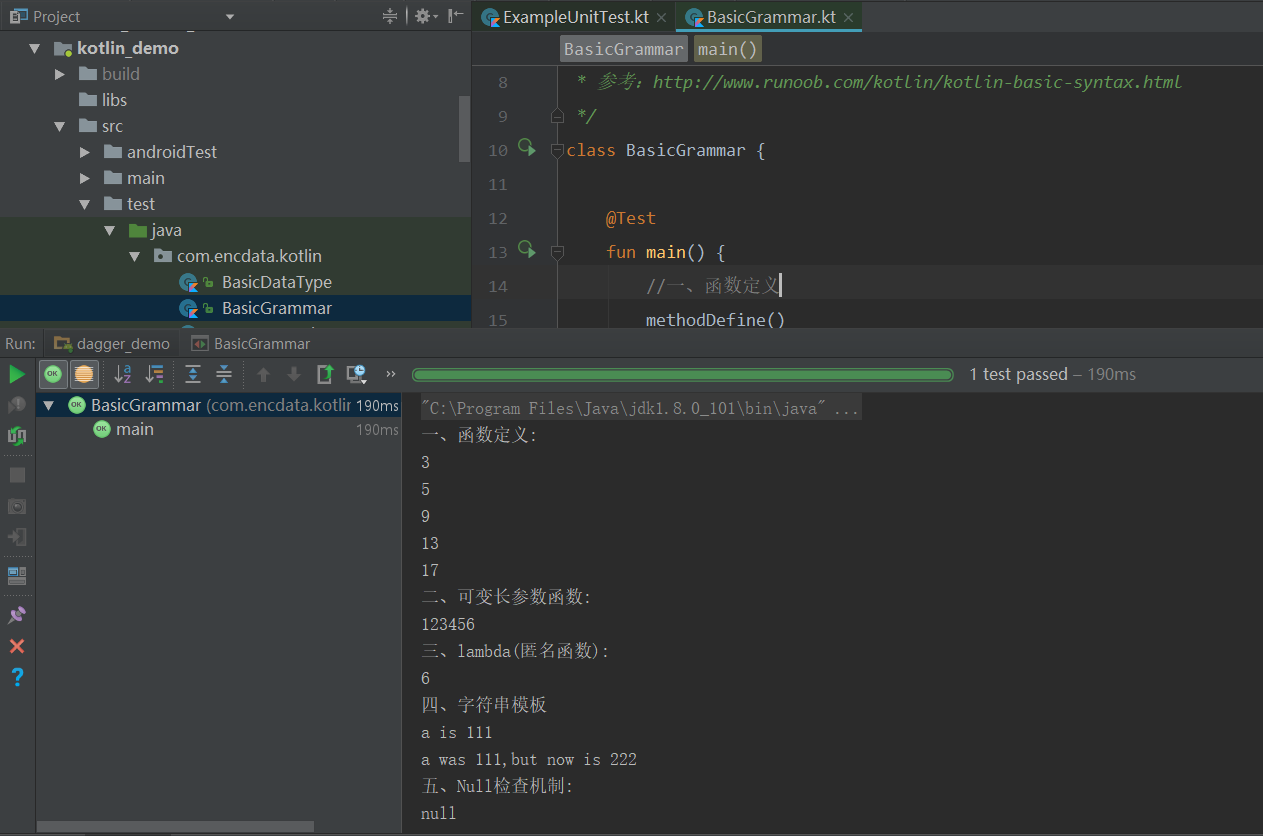 Project
kotlin_demo
build
libs
src
androidTest
main
test
java
com.encdata.kotlin
BasicDataType
BasicGrammar
ExampleUnitTest.kt
BasicGrammar.kt
BasicGrammar
main()
8 * 参考: http://www.runoob.com/kotlin/kotlin-basic-syntax.html
9 */
10 class BasicGrammar {
11
12 @Test
13 fun main() {
14 //一、函数定义
15 methodDefine()
Run: dagger_demo BasicGrammar
1 test passed – 190ms
BasicGrammar (com.encdata.kotlin 190ms
main 190ms
"C:\Program Files\Java\jdk1.8.0_101\bin\java" ...
一、函数定义:
3
5
9
13
17
二、可变长参数函数:
123456
三、lambda(匿名函数):
6
四、字符串模板
a is 111
a was 111,but now is 222
五、Null检查机制:
null